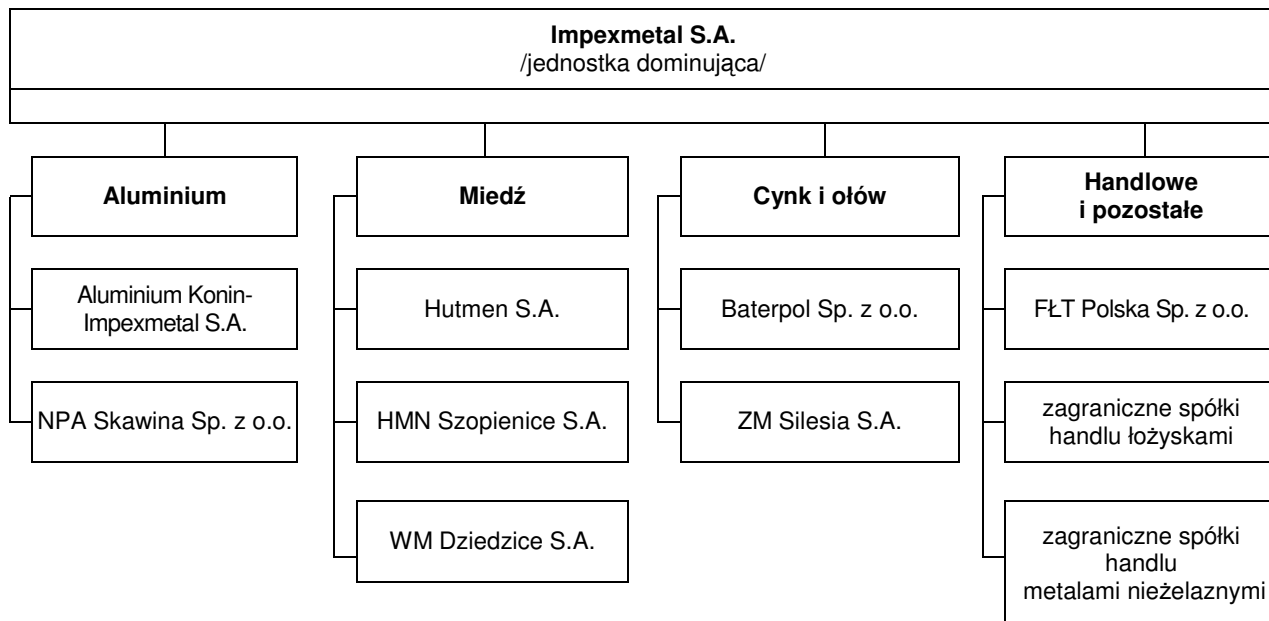 Impexmetal S.A.
/jednostka dominująca/
Aluminium
Miedź
Cynk i ołów
Handlowe
i pozostałe
Aluminium Konin-
Impexmetal S.A.
Hutmen S.A.
Baterpol Sp. z o.o.
FŁT Polska Sp. z o.o.
NPA Skawina Sp. z o.o.
HMN Szopienice S.A.
ZM Silesia S.A.
zagraniczne spółki
handlu łożyskami
WM Dziedzice S.A.
zagraniczne spółki
handlu
metalami nieżelaznymi